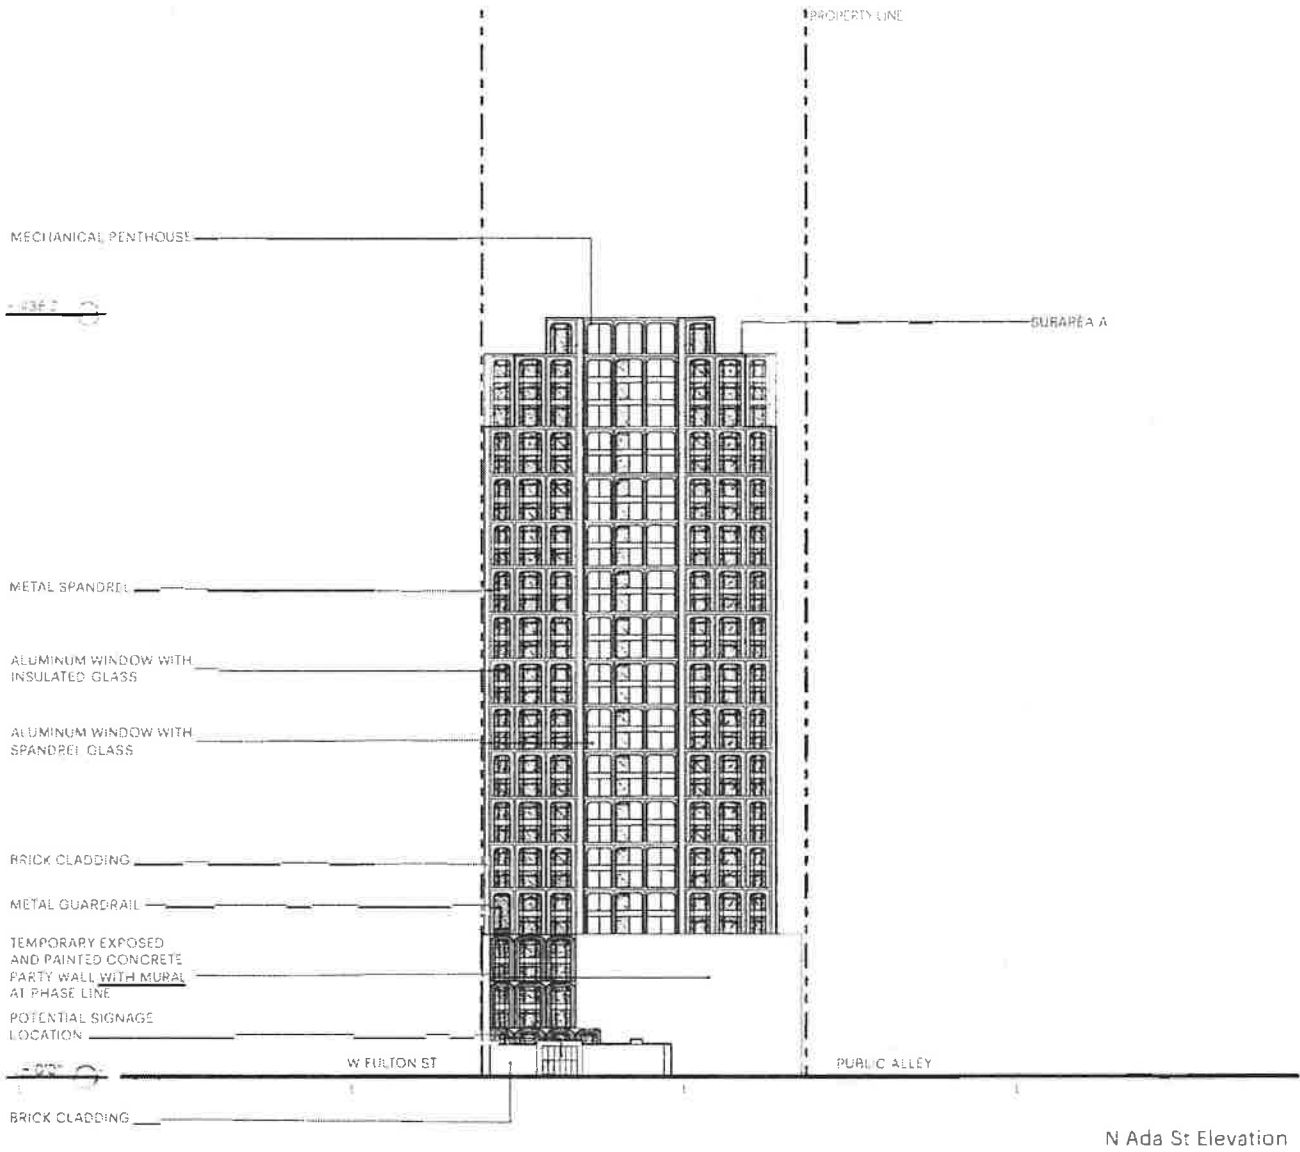 PROPERTY LINE
MECHANICAL PENTHOUSE
SUBAREA A
METAL SPANDREL
ALUMINUM WINDOW WITH
INSULATED GLASS
ALUMINUM WINDOW WITH
SPANDREL GLASS
BRICK CLADDING
METAL GUARDRAIL
TEMPORARY EXPOSED
AND PAINTED CONCRETE
PARTY WALL WITH MURAL
AT PHASE LINE
POTENTIAL SIGNAGE
LOCATION
W FULTON ST
PUBLIC ALLEY
BRICK CLADDING
N Ada St Elevation